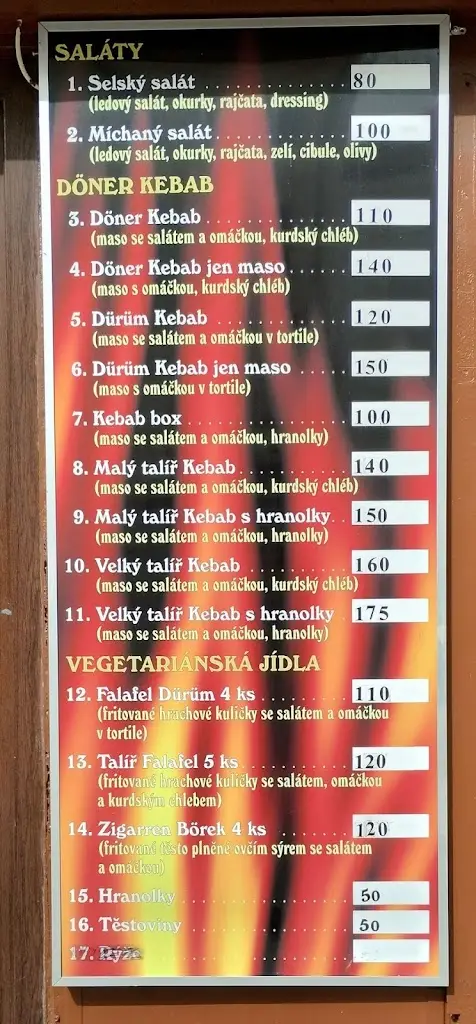 SALÁTY
1. Selský salát . . . . . . . . . . . . . . . . 80
(ledový salát, okurky, rajčata, dressing)
2. Míchaný salát . . . . . . . . . . . . . . 100
(ledový salát, okurky, rajčata, zelí, cibule, olivy)
DÖNER KEBAB
3. Döner Kebab . . . . . . . . . . . . . . . 110
(maso se salátem a omáčkou, kurdský chléb)
4. Döner Kebab jen maso . . . . . . 140
(maso s omáčkou, kurdský chléb)
5. Dürüm Kebab . . . . . . . . . . . . . . 120
(maso se salátem a omáčkou v tortile)
6. Dürüm Kebab jen maso . . . . . 150
(maso s omáčkou v tortile)
7. Kebab box . . . . . . . . . . . . . . . . . 100
(maso se salátem a omáčkou, hranolky)
8. Malý talíř Kebab . . . . . . . . . . . 140
(maso se salátem a omáčkou, kurdský chléb)
9. Malý talíř Kebab s hranolky . . 150
(maso se salátem a omáčkou, hranolky)
10. Velký talíř Kebab . . . . . . . . . . 160
(maso se salátem a omáčkou, kurdský chléb)
11. Velký talíř Kebab s hranolky . 175
(maso se salátem a omáčkou, hranolky)
VEGETARIÁNSKÁ JÍDLA
12. Falafel Dürüm 4 ks . . . . . . . . . 110
(fritované hrachové kuličky se salátem a omáčkou
v tortile)
13. Talíř Falafel 5 ks . . . . . . . . . . . 120
(fritované hrachové kuličky se salátem, omáčkou
a kurdským chlebem)
14. Zigarren Börek 4 ks . . . . . . . . 120
(fritované těsto plněné ovčím sýrem se salátem
a omáčkou)
15. Hranolky . . . . . . . . . . . . . . . . . 50
16. Těstoviny . . . . . . . . . . . . . . . . . 50
17. Rýže . . . . . . . . . . . . . . . . . . . .